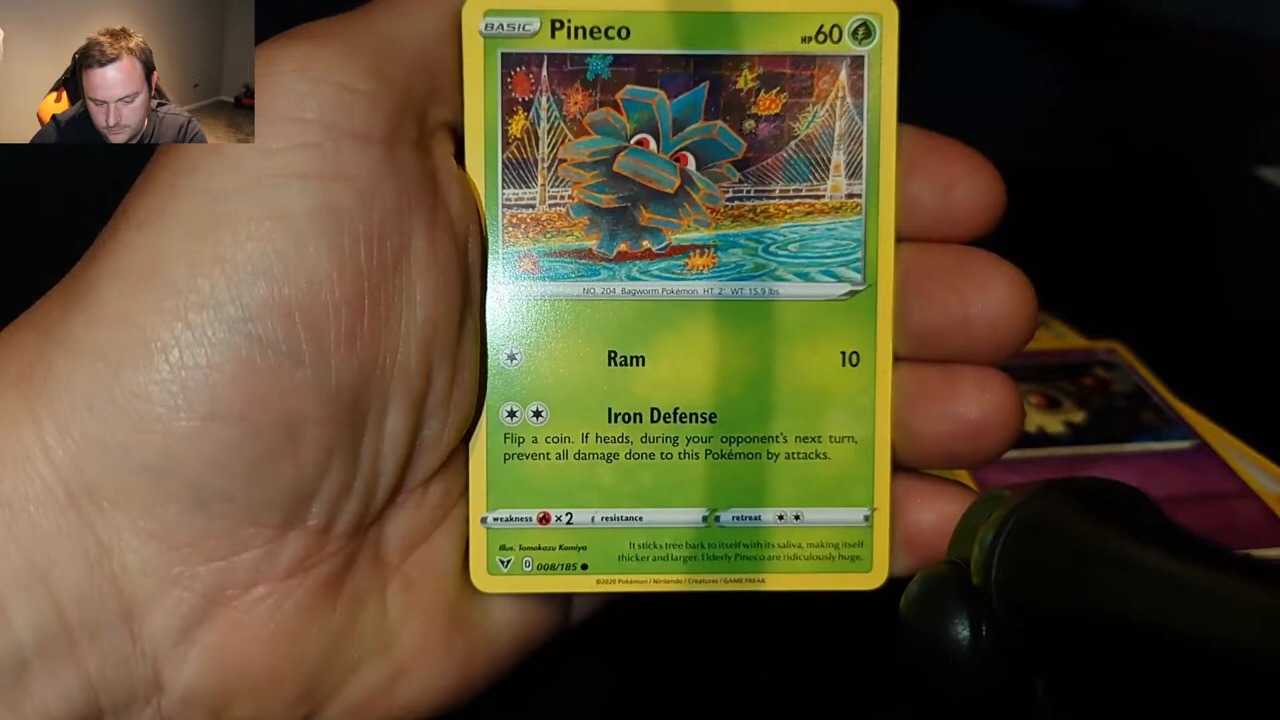 BASIC Pineco HP60
NO. 204 Bagworm Pokémon HT. 2' WT. 15.9 lbs.
Ram 10
Iron Defense
Flip a coin. If heads, during your opponent's next turn,
prevent all damage done to this Pokémon by attacks.
weakness ×2 resistance retreat
Illus. Tomokazu Komiya
It sticks tree bark to itself with its saliva, making itself
thicker and larger. Elderly Pineco are ridiculously huge.
D 008/185
©2020 Pokémon / Nintendo / Creatures / GAME FREAK